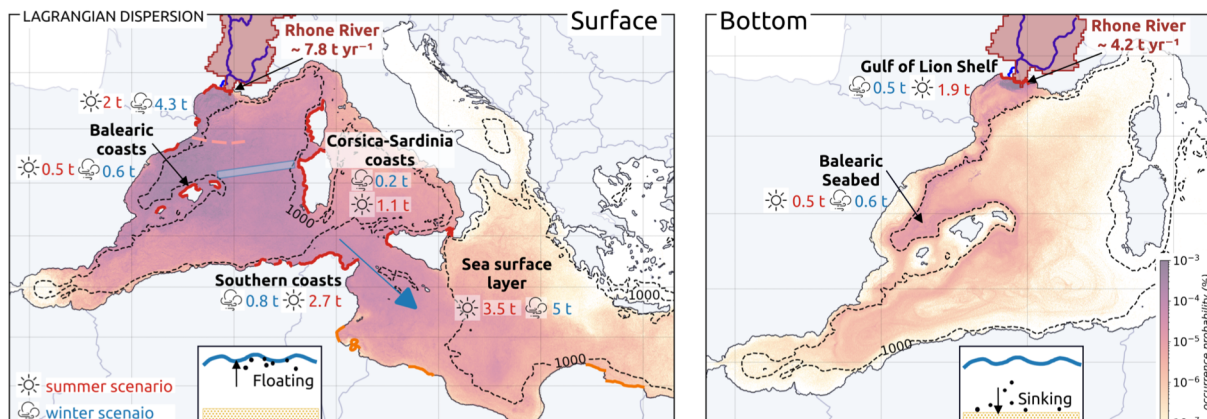 LAGRANGIAN DISPERSION
Surface
Rhone River
~ 7.8 t yr⁻¹
2 t 4.3 t
Balearic
coasts
0.5 t 0.6 t
Corsica-Sardinia
coasts
0.2 t
1.1 t
1000
Southern coasts
0.8 t 2.7 t
Sea surface
layer
3.5 t 5 t
1000
1000
Floating
summer scenario
winter scenaio
Bottom
Rhone River
~ 4.2 t yr⁻¹
Gulf of Lion Shelf
0.5 t 1.9 t
Balearic
Seabed
0.5 t 0.6 t
1000
Sinking
10⁻³
10⁻⁴
10⁻⁵
10⁻⁶
occurrence probability (%)